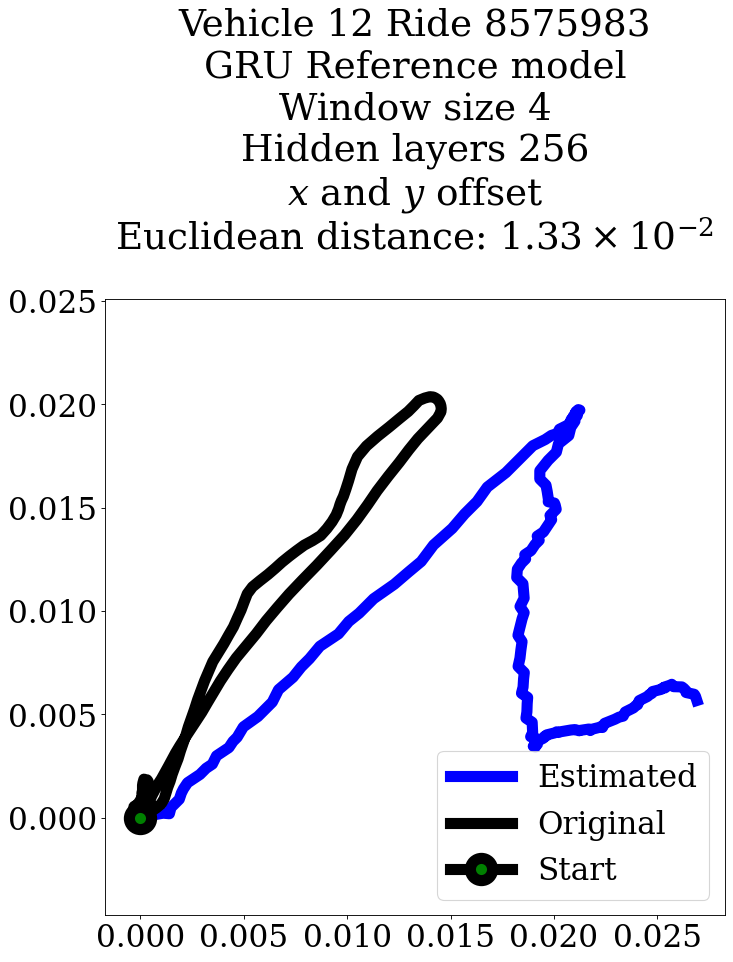 Vehicle 12 Ride 8575983
GRU Reference model
Window size 4
Hidden layers 256
x and y offset
Euclidean distance: 1.33 × 10⁻²
0.025
0.020
0.015
0.010
0.005
0.000
Estimated
Original
Start
0.000 0.005 0.010 0.015 0.020 0.025